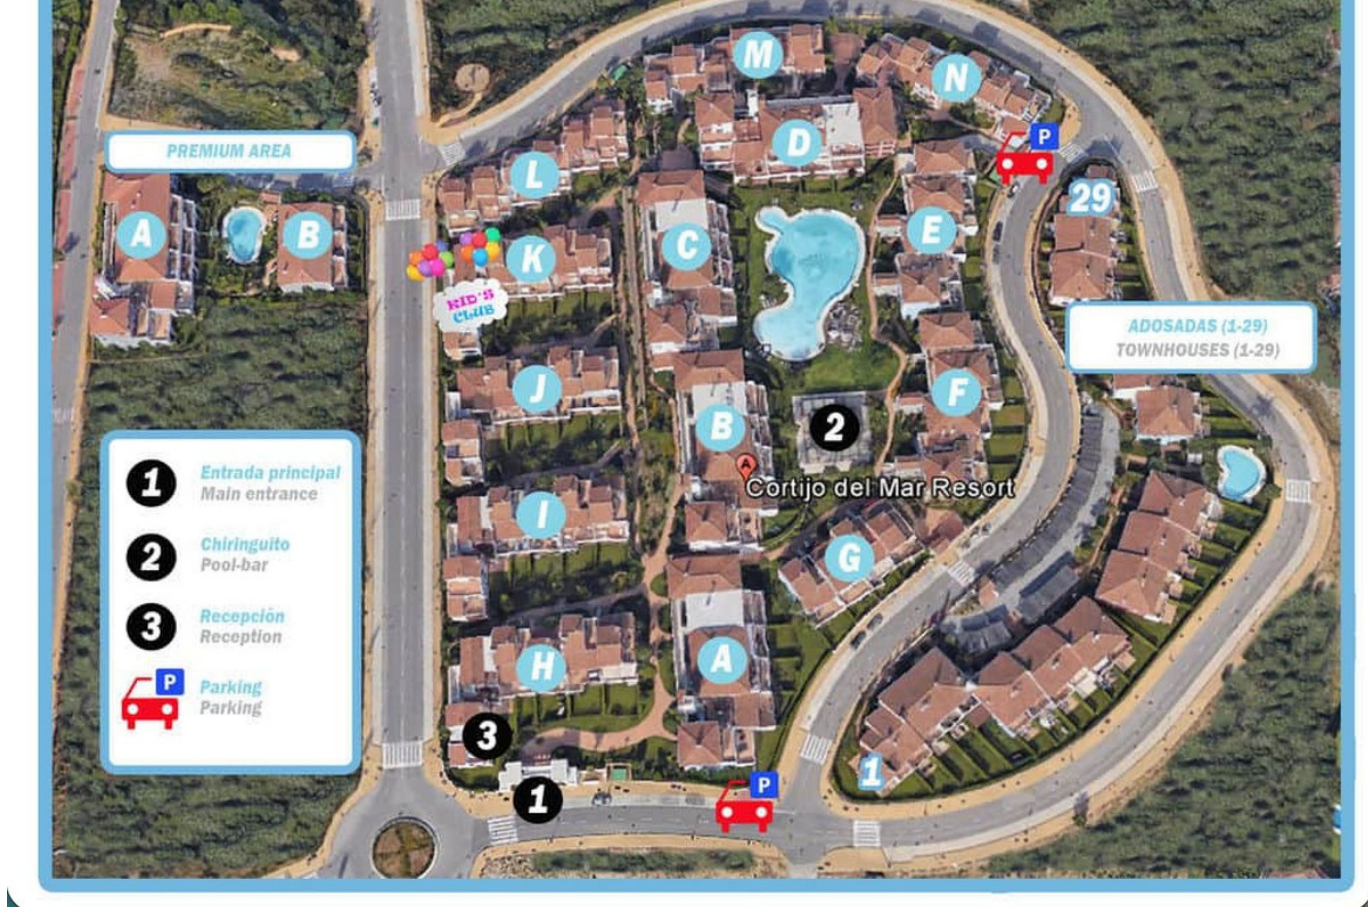 M
N
P
D
PREMIUM AREA
L
29
A
B
C
E
K
KID'S
CLUB
ADOSADAS (1-29)
TOWNHOUSES (1-29)
J
F
B
2
A
Cortijo del Mar Resort
1
Entrada principal
Main entrance
I
2
Chiringuito
Pool-bar
G
3
Recepción
Reception
H
A
P
Parking
Parking
3
1
P
1